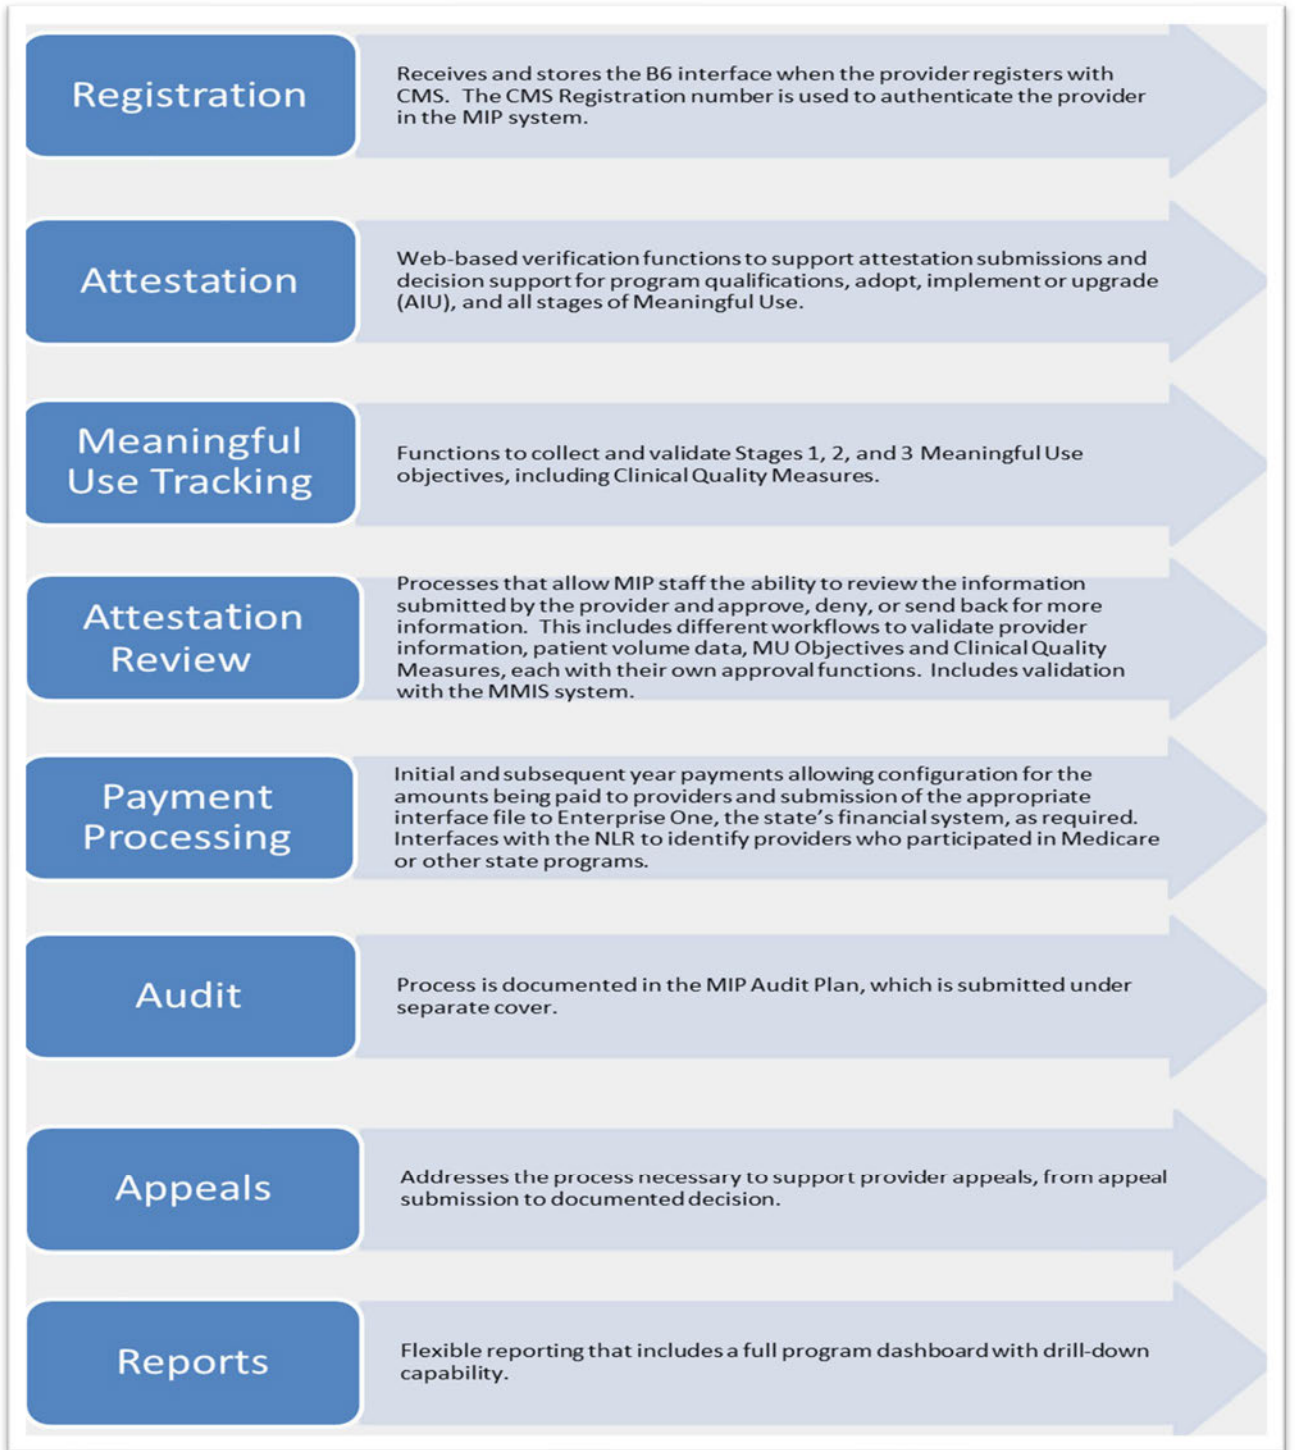 Registration
Receives and stores the B6 interface when the provider registers with
CMS. The CMS Registration number is used to authenticate the provider
in the MIP system.
Attestation
Web-based verification functions to support attestation submissions and
decision support for program qualifications, adopt, implement or upgrade
(AIU), and all stages of Meaningful Use.
Meaningful
Use Tracking
Functions to collect and validate Stages 1, 2, and 3 Meaningful Use
objectives, including Clinical Quality Measures.
Attestation
Review
Processes that allow MIP staff the ability to review the information
submitted by the provider and approve, deny, or send back for more
information. This includes different workflows to validate provider
information, patient volume data, MU Objectives and Clinical Quality
Measures, each with their own approval functions. Includes validation
with the MMIS system.
Payment
Processing
Initial and subsequent year payments allowing configuration for the
amounts being paid to providers and submission of the appropriate
interface file to Enterprise One, the state's financial system, as required.
Interfaces with the NLR to identify providers who participated in Medicare
or other state programs.
Audit
Process is documented in the MIP Audit Plan, which is submitted under
separate cover.
Appeals
Addresses the process necessary to support provider appeals, from appeal
submission to documented decision.
Reports
Flexible reporting that includes a full program dashboard with drill-down
capability.